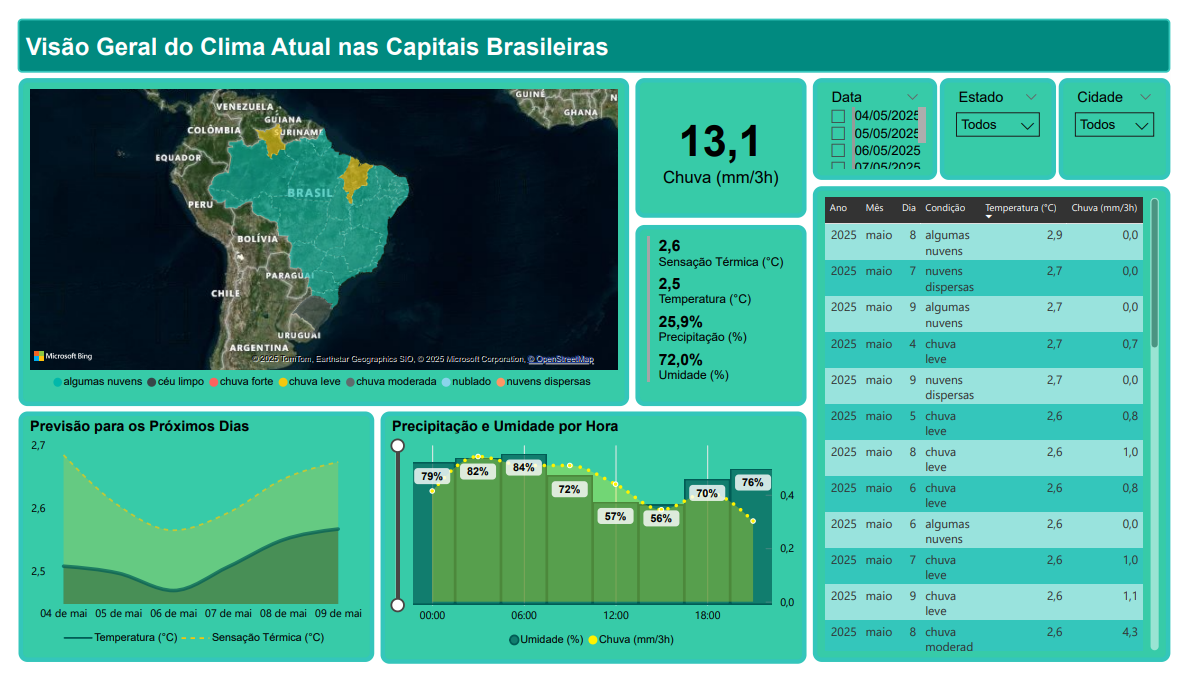 Visão Geral do Clima Atual nas Capitais Brasileiras
GUINÉ
GHANA
N
VENEZUELA
GUIANA
COLÔMBIA
SURINAME
EQUADOR
BRASIL
PERU
BOLÍVIA
PARAGUAI
CHILE
URUGUAI
ARGENTINA
Microsoft Bing
© 2025 TomTom, Earthstar Geographics SIO, © 2025 Microsoft Corporation, © OpenStreetMap
algumas nuvens céu limpo chuva forte chuva leve chuva moderada nublado nuvens dispersas
13,1
Chuva (mm/3h)
2,6
Sensação Térmica (°C)
2,5
Temperatura (°C)
25,9%
Precipitação (%)
72,0%
Umidade (%)
Data
04/05/2025
05/05/2025
06/05/2025
07/05/2025
Estado
Todos
Cidade
Todos
Ano Mês Dia Condição Temperatura (°C) Chuva (mm/3h)
2025 maio 8 algumas nuvens 2,9 0,0
2025 maio 7 nuvens dispersas 2,7 0,0
2025 maio 9 algumas nuvens 2,7 0,0
2025 maio 4 chuva leve 2,7 0,7
2025 maio 9 nuvens dispersas 2,7 0,0
2025 maio 5 chuva leve 2,6 0,8
2025 maio 8 chuva leve 2,6 1,0
2025 maio 6 chuva leve 2,6 0,8
2025 maio 6 algumas nuvens 2,6 0,0
2025 maio 7 chuva leve 2,6 1,0
2025 maio 9 chuva leve 2,6 1,1
2025 maio 8 chuva moderad 2,6 4,3
Previsão para os Próximos Dias
2,7
2,6
2,5
04 de mai 05 de mai 06 de mai 07 de mai 08 de mai 09 de mai
Temperatura (°C) Sensação Térmica (°C)
Precipitação e Umidade por Hora
79% 82% 84% 72% 57% 56% 70% 76%
0,4
0,2
0,0
00:00 06:00 12:00 18:00
Umidade (%) Chuva (mm/3h)